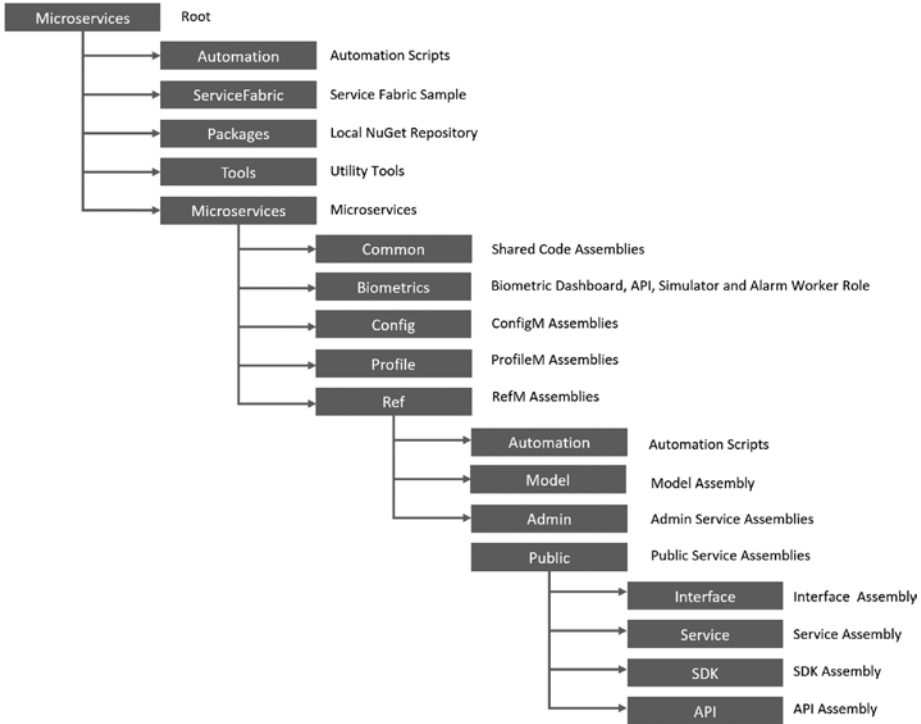 Microservices Root
Automation Automation Scripts
ServiceFabric Service Fabric Sample
Packages Local NuGet Repository
Tools Utility Tools
Microservices Microservices
Common Shared Code Assemblies
Biometrics Biometric Dashboard, API, Simulator and Alarm Worker Role
Config ConfigM Assemblies
Profile ProfileM Assemblies
Ref RefM Assemblies
Automation Automation Scripts
Model Model Assembly
Admin Admin Service Assemblies
Public Public Service Assemblies
Interface Interface Assembly
Service Service Assembly
SDK SDK Assembly
API API Assembly